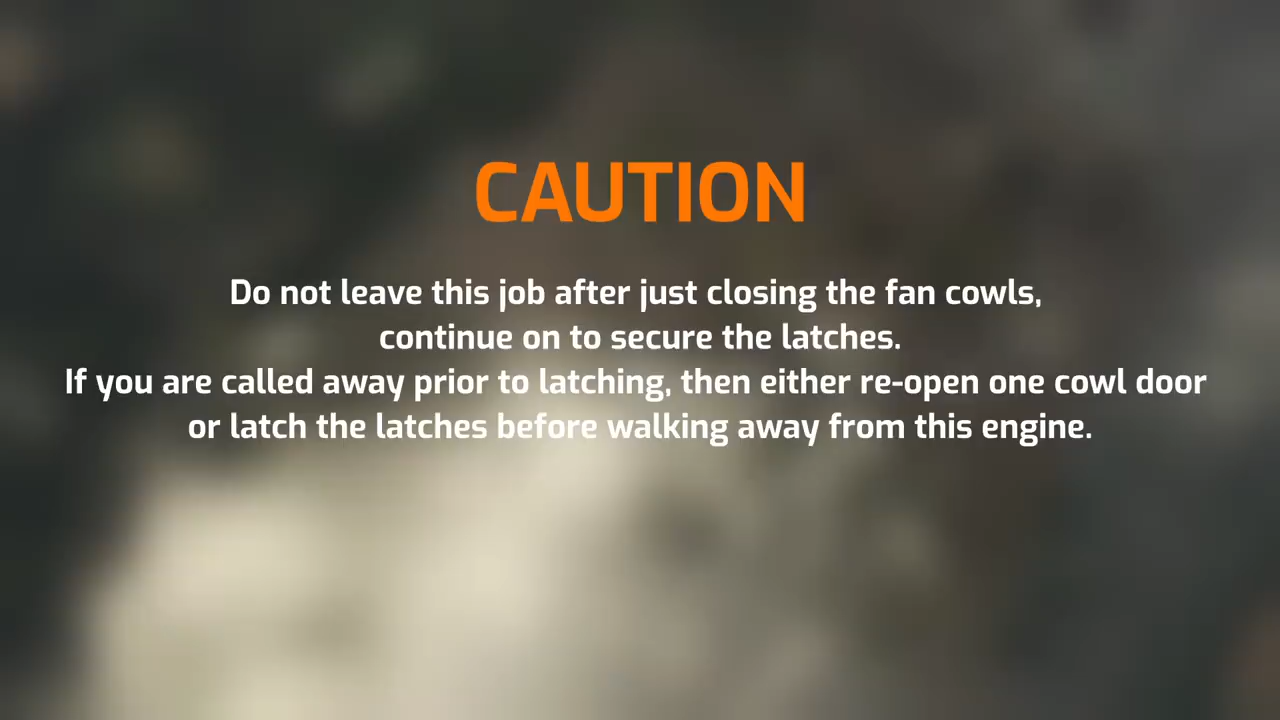 CAUTION
Do not leave this job after just closing the fan cowls,
continue on to secure the latches.
If you are called away prior to latching, then either re-open one cowl door
or latch the latches before walking away from this engine.